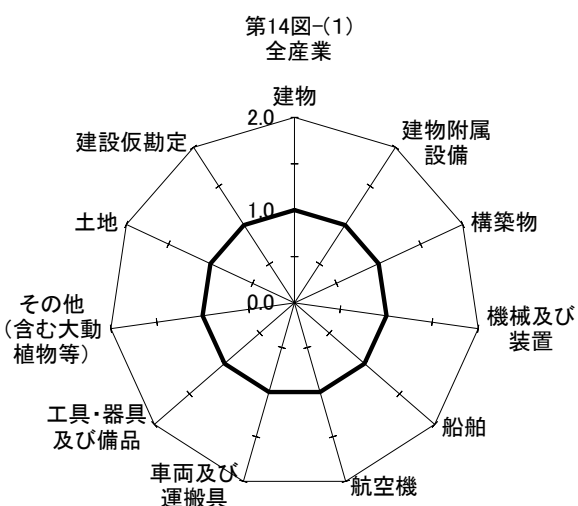 第14図-(1)
全産業
建物
建物附属
設備
構築物
機械及び
装置
船舶
航空機
車両及び
運搬具
工具・器具
及び備品
その他
(含む大動
植物等)
土地
建設仮勘定
2.0
1.0
0.0